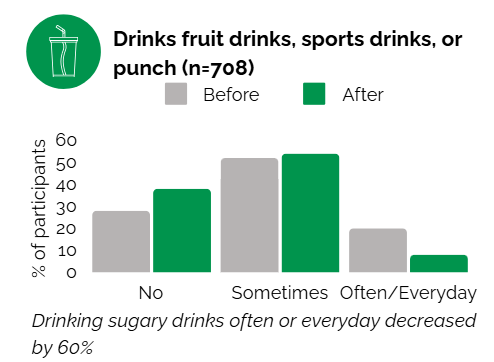 Drinks fruit drinks, sports drinks, or
punch (n=708)
Before
After
% of participants
60
50
40
30
20
10
0
No
Sometimes
Often/Everyday
Drinking sugary drinks often or everyday decreased
by 60%